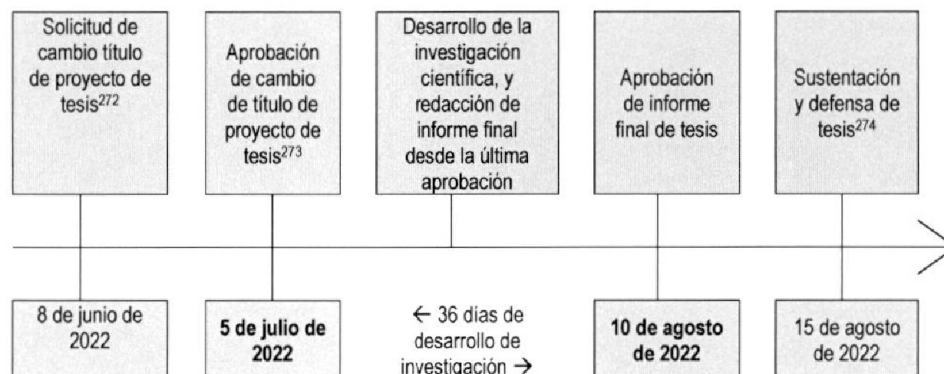 Solicitud de
cambio título
de proyecto de
tesis272
Aprobación
de cambio
de título de
proyecto de
tesis273
Desarrollo de la
investigación
científica, y
redacción de
informe final
desde la última
aprobación
Aprobación
de informe
final de tesis
Sustentación
y defensa de
tesis274
8 de junio de
2022
5 de julio de
2022
← 36 días de
desarrollo de
investigación →
10 de agosto
de 2022
15 de agosto
de 2022